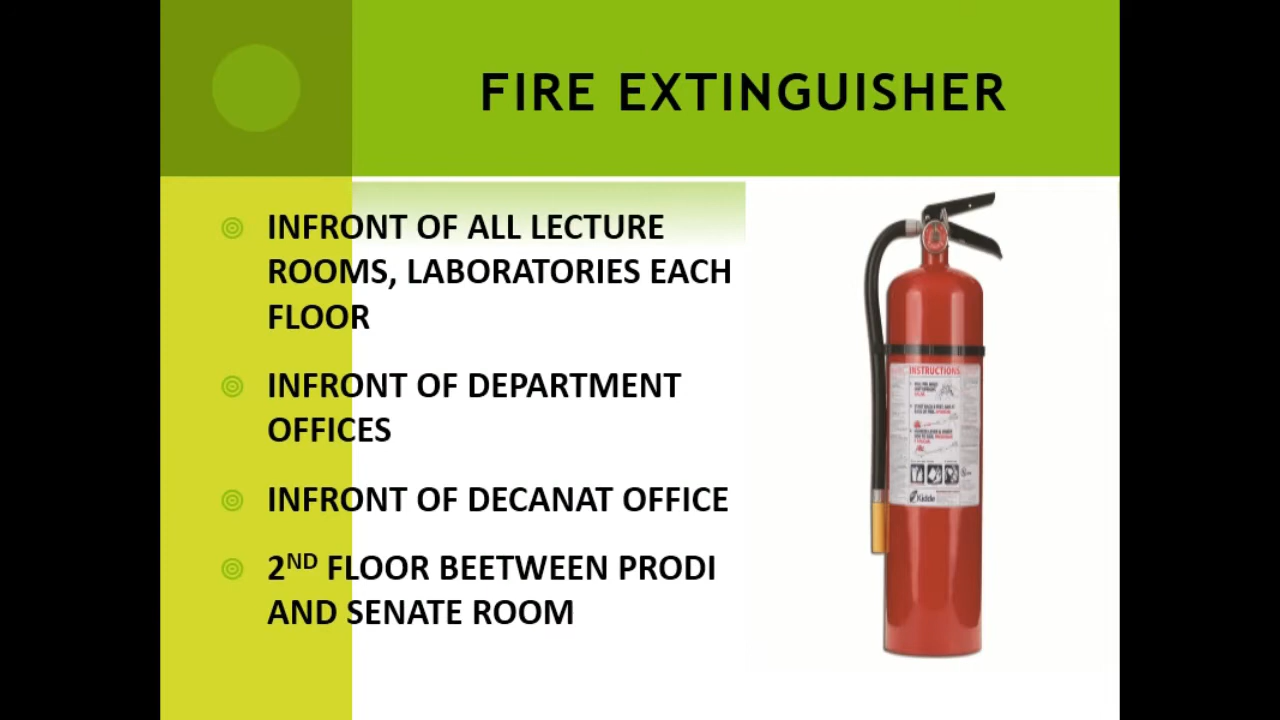 FIRE EXTINGUISHER
INFRONT OF ALL LECTURE
ROOMS, LABORATORIES EACH
FLOOR
INFRONT OF DEPARTMENT
OFFICES
INFRONT OF DECANAT OFFICE
2ND FLOOR BEETWEEN PRODI
AND SENATE ROOM
INSTRUCTIONS
Kidde